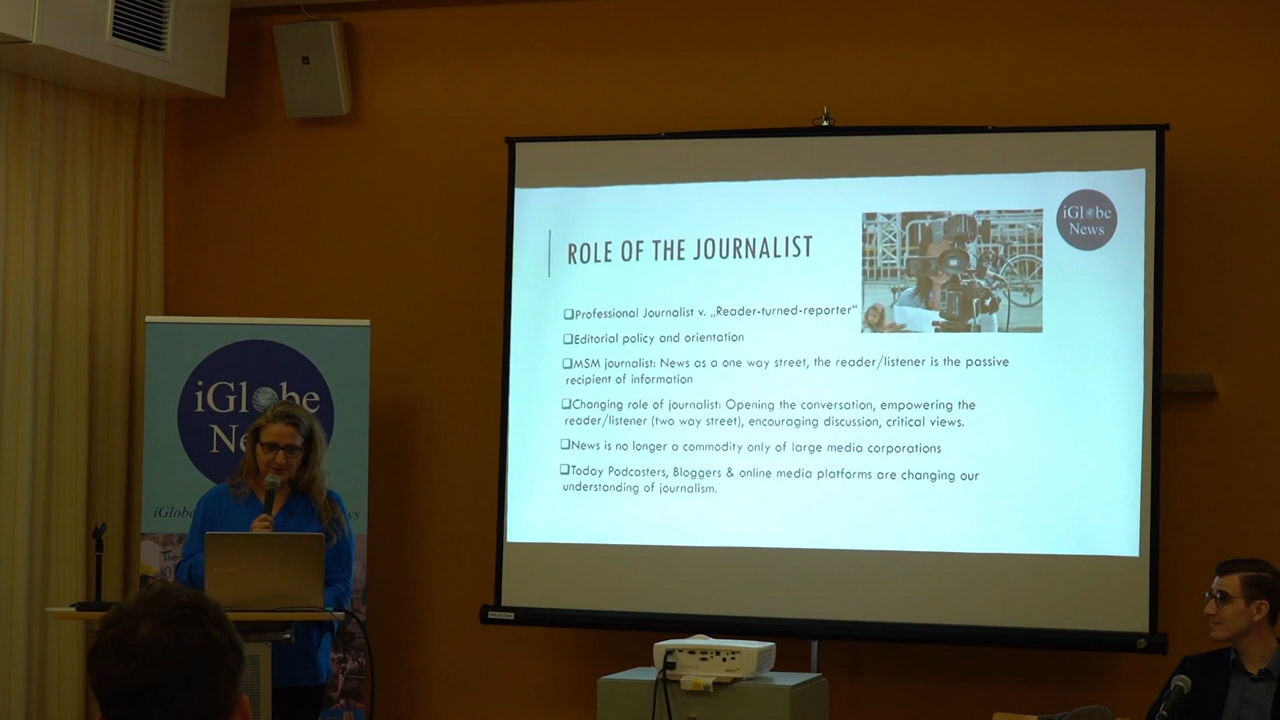 iGlobe
News
ROLE OF THE JOURNALIST
❑Professional Journalist v. „Reader-turned-reporter“
❑Editorial policy and orientation
❑MSM journalist: News as a one way street, the reader/listener is the passive
recipient of information
❑Changing role of journalist: Opening the conversation, empowering the
reader/listener (two way street), encouraging discussion, critical views.
❑News is no longer a commodity only of large media corporations
❑Today Podcasters, Bloggers & online media platforms are changing our
understanding of journalism.
iGlobe
Ne
iGlobe